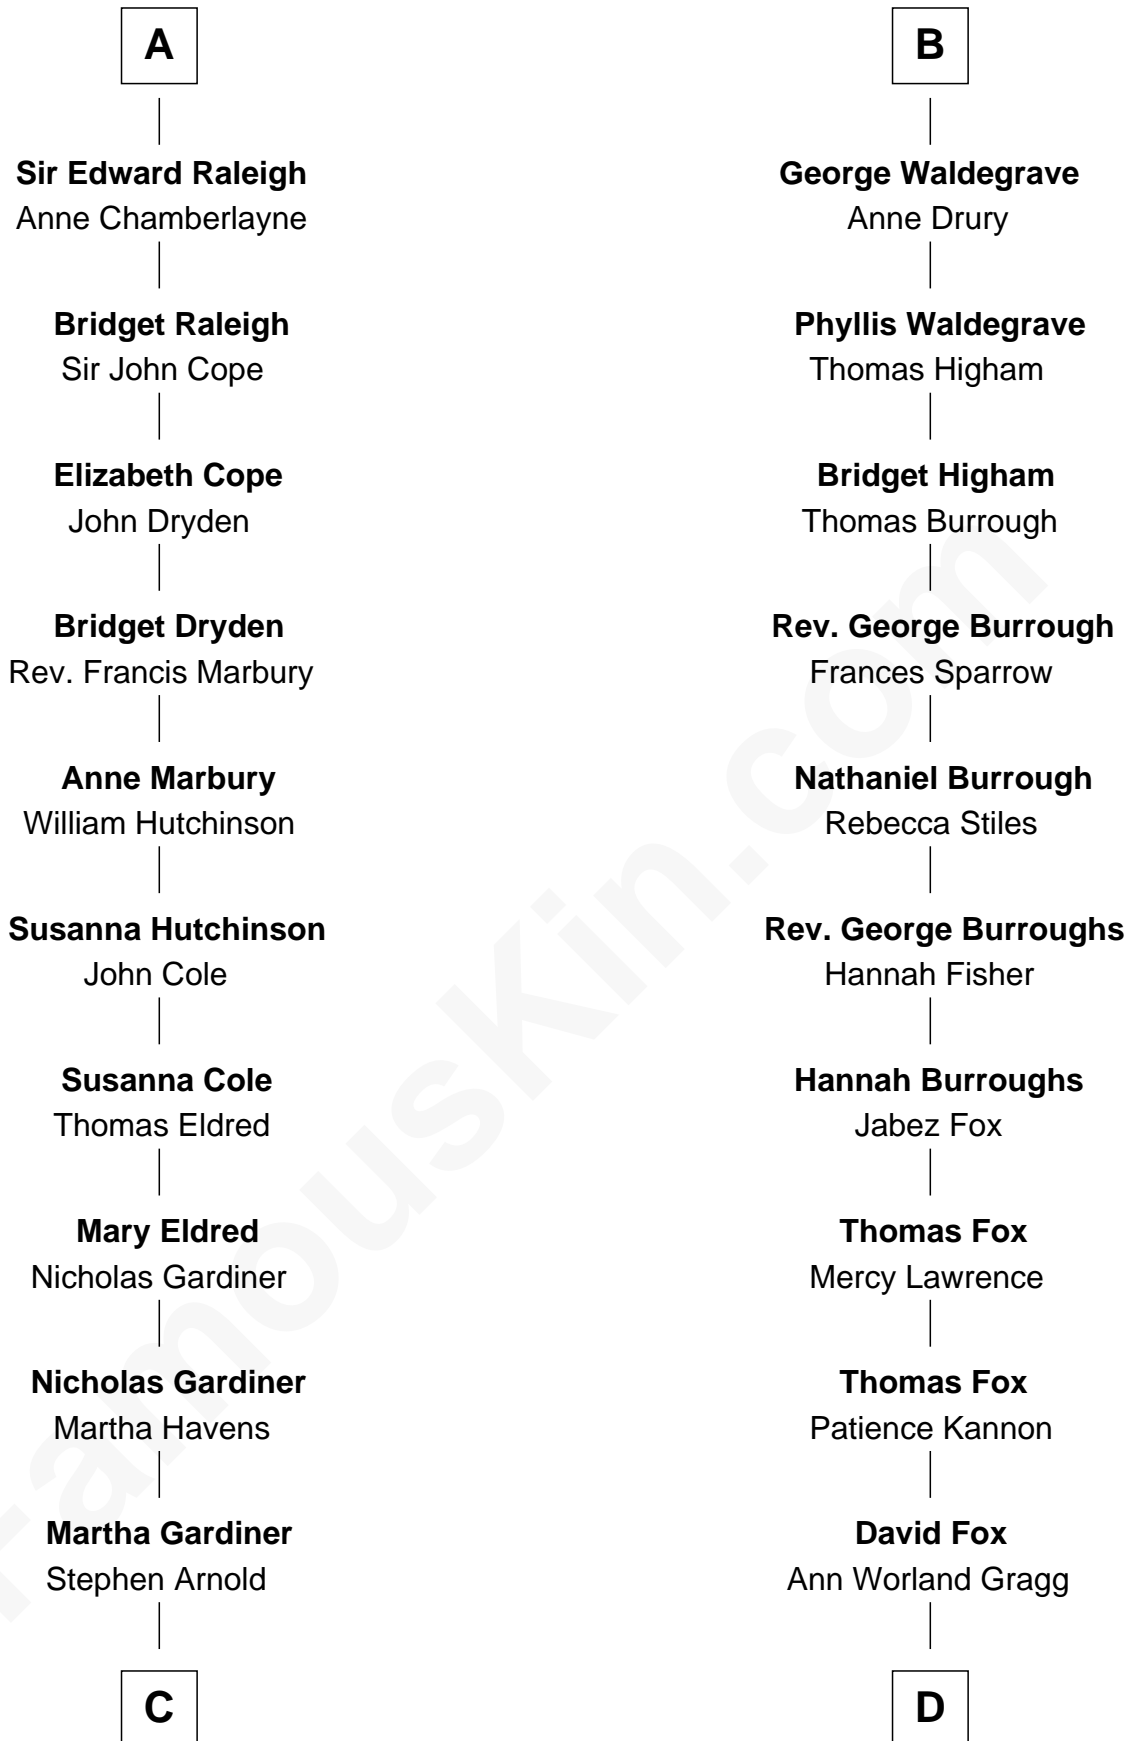 A
Sir Edward Raleigh
Anne Chamberlayne
Bridget Raleigh
Sir John Cope
Elizabeth Cope
John Dryden
Bridget Dryden
Rev. Francis Marbury
Anne Marbury
William Hutchinson
Susanna Hutchinson
John Cole
Susanna Cole
Thomas Eldred
Mary Eldred
Nicholas Gardiner
Nicholas Gardiner
Martha Havens
Martha Gardiner
Stephen Arnold
C
B
George Waldegrave
Anne Drury
Phyllis Waldegrave
Thomas Higham
Bridget Higham
Thomas Burrough
Rev. George Burrough
Frances Sparrow
Nathaniel Burrough
Rebecca Stiles
Rev. George Burroughs
Hannah Fisher
Hannah Burroughs
Jabez Fox
Thomas Fox
Mercy Lawrence
Thomas Fox
Patience Kannon
David Fox
Ann Worland Gragg
D
FamousKin.com